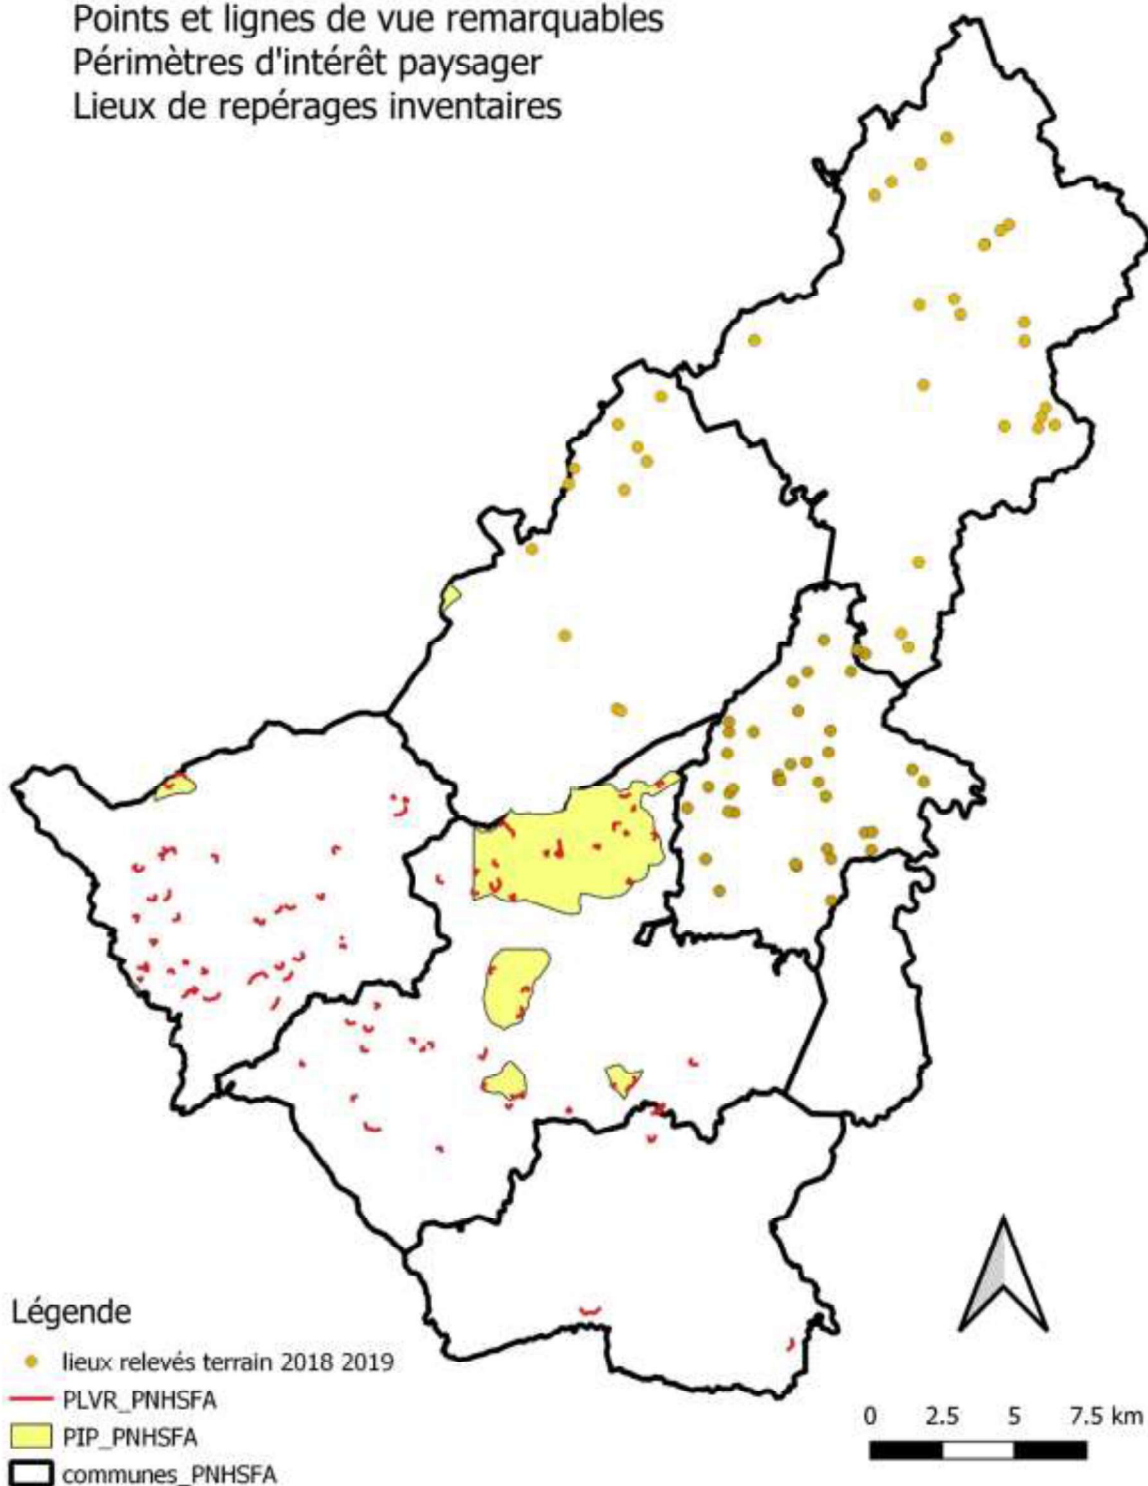 Points et lignes de vue remarquables
Périmètres d'intérêt paysager
Lieux de repérages inventaires
Légende
lieux relevés terrain 2018 2019
PLVR_PNHSFA
PIP_PNHSFA
communes_PNHSFA
0 2.5 5 7.5 km